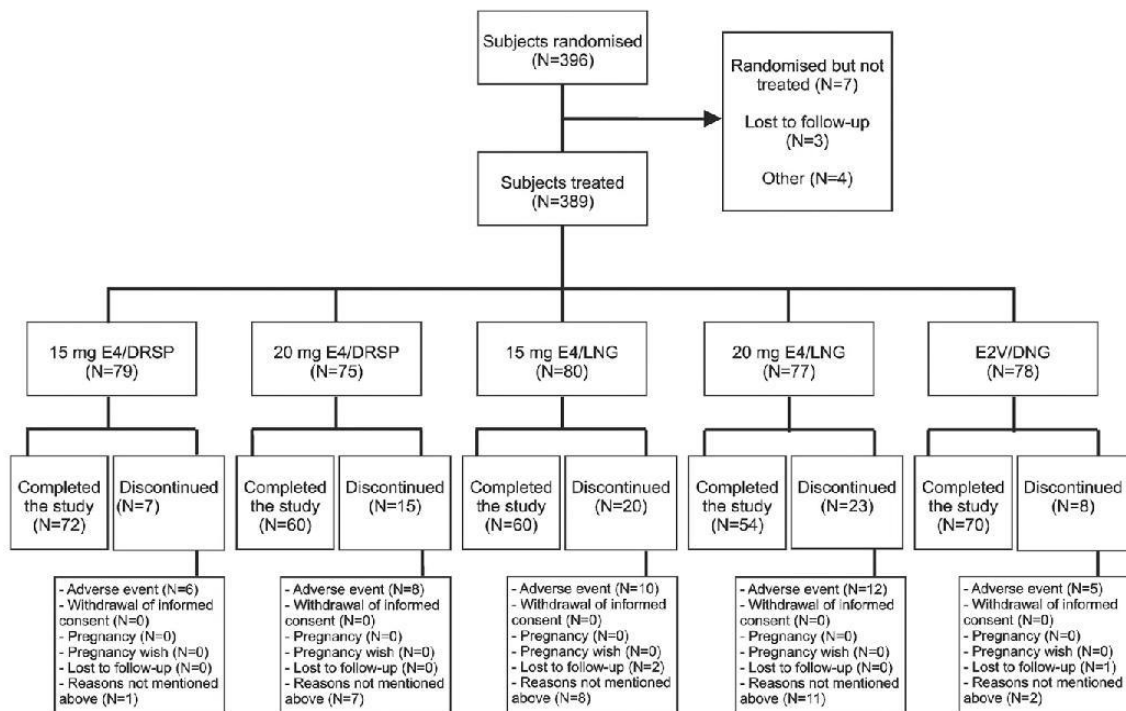 Subjects randomised
(N=396)
Randomised but not
treated (N=7)
Lost to follow-up
(N=3)
Other (N=4)
Subjects treated
(N=389)
15 mg E4/DRSP
(N=79)
20 mg E4/DRSP
(N=75)
15 mg E4/LNG
(N=80)
20 mg E4/LNG
(N=77)
E2V/DNG
(N=78)
Completed
the study
(N=72)
Discontinued
(N=7)
Completed
the study
(N=60)
Discontinued
(N=15)
Completed
the study
(N=60)
Discontinued
(N=20)
Completed
the study
(N=54)
Discontinued
(N=23)
Completed
the study
(N=70)
Discontinued
(N=8)
- Adverse event (N=6)
- Withdrawal of informed
consent (N=0)
- Pregnancy (N=0)
- Pregnancy wish (N=0)
- Lost to follow-up (N=0)
- Reasons not mentioned
above (N=1)
- Adverse event (N=8)
- Withdrawal of informed
consent (N=0)
- Pregnancy (N=0)
- Pregnancy wish (N=0)
- Lost to follow-up (N=0)
- Reasons not mentioned
above (N=7)
- Adverse event (N=10)
- Withdrawal of informed
consent (N=0)
- Pregnancy (N=0)
- Pregnancy wish (N=0)
- Lost to follow-up (N=2)
- Reasons not mentioned
above (N=8)
- Adverse event (N=12)
- Withdrawal of informed
consent (N=0)
- Pregnancy (N=0)
- Pregnancy wish (N=0)
- Lost to follow-up (N=0)
- Reasons not mentioned
above (N=11)
- Adverse event (N=5)
- Withdrawal of informed
consent (N=0)
- Pregnancy (N=0)
- Pregnancy wish (N=0)
- Lost to follow-up (N=1)
- Reasons not mentioned
above (N=2)